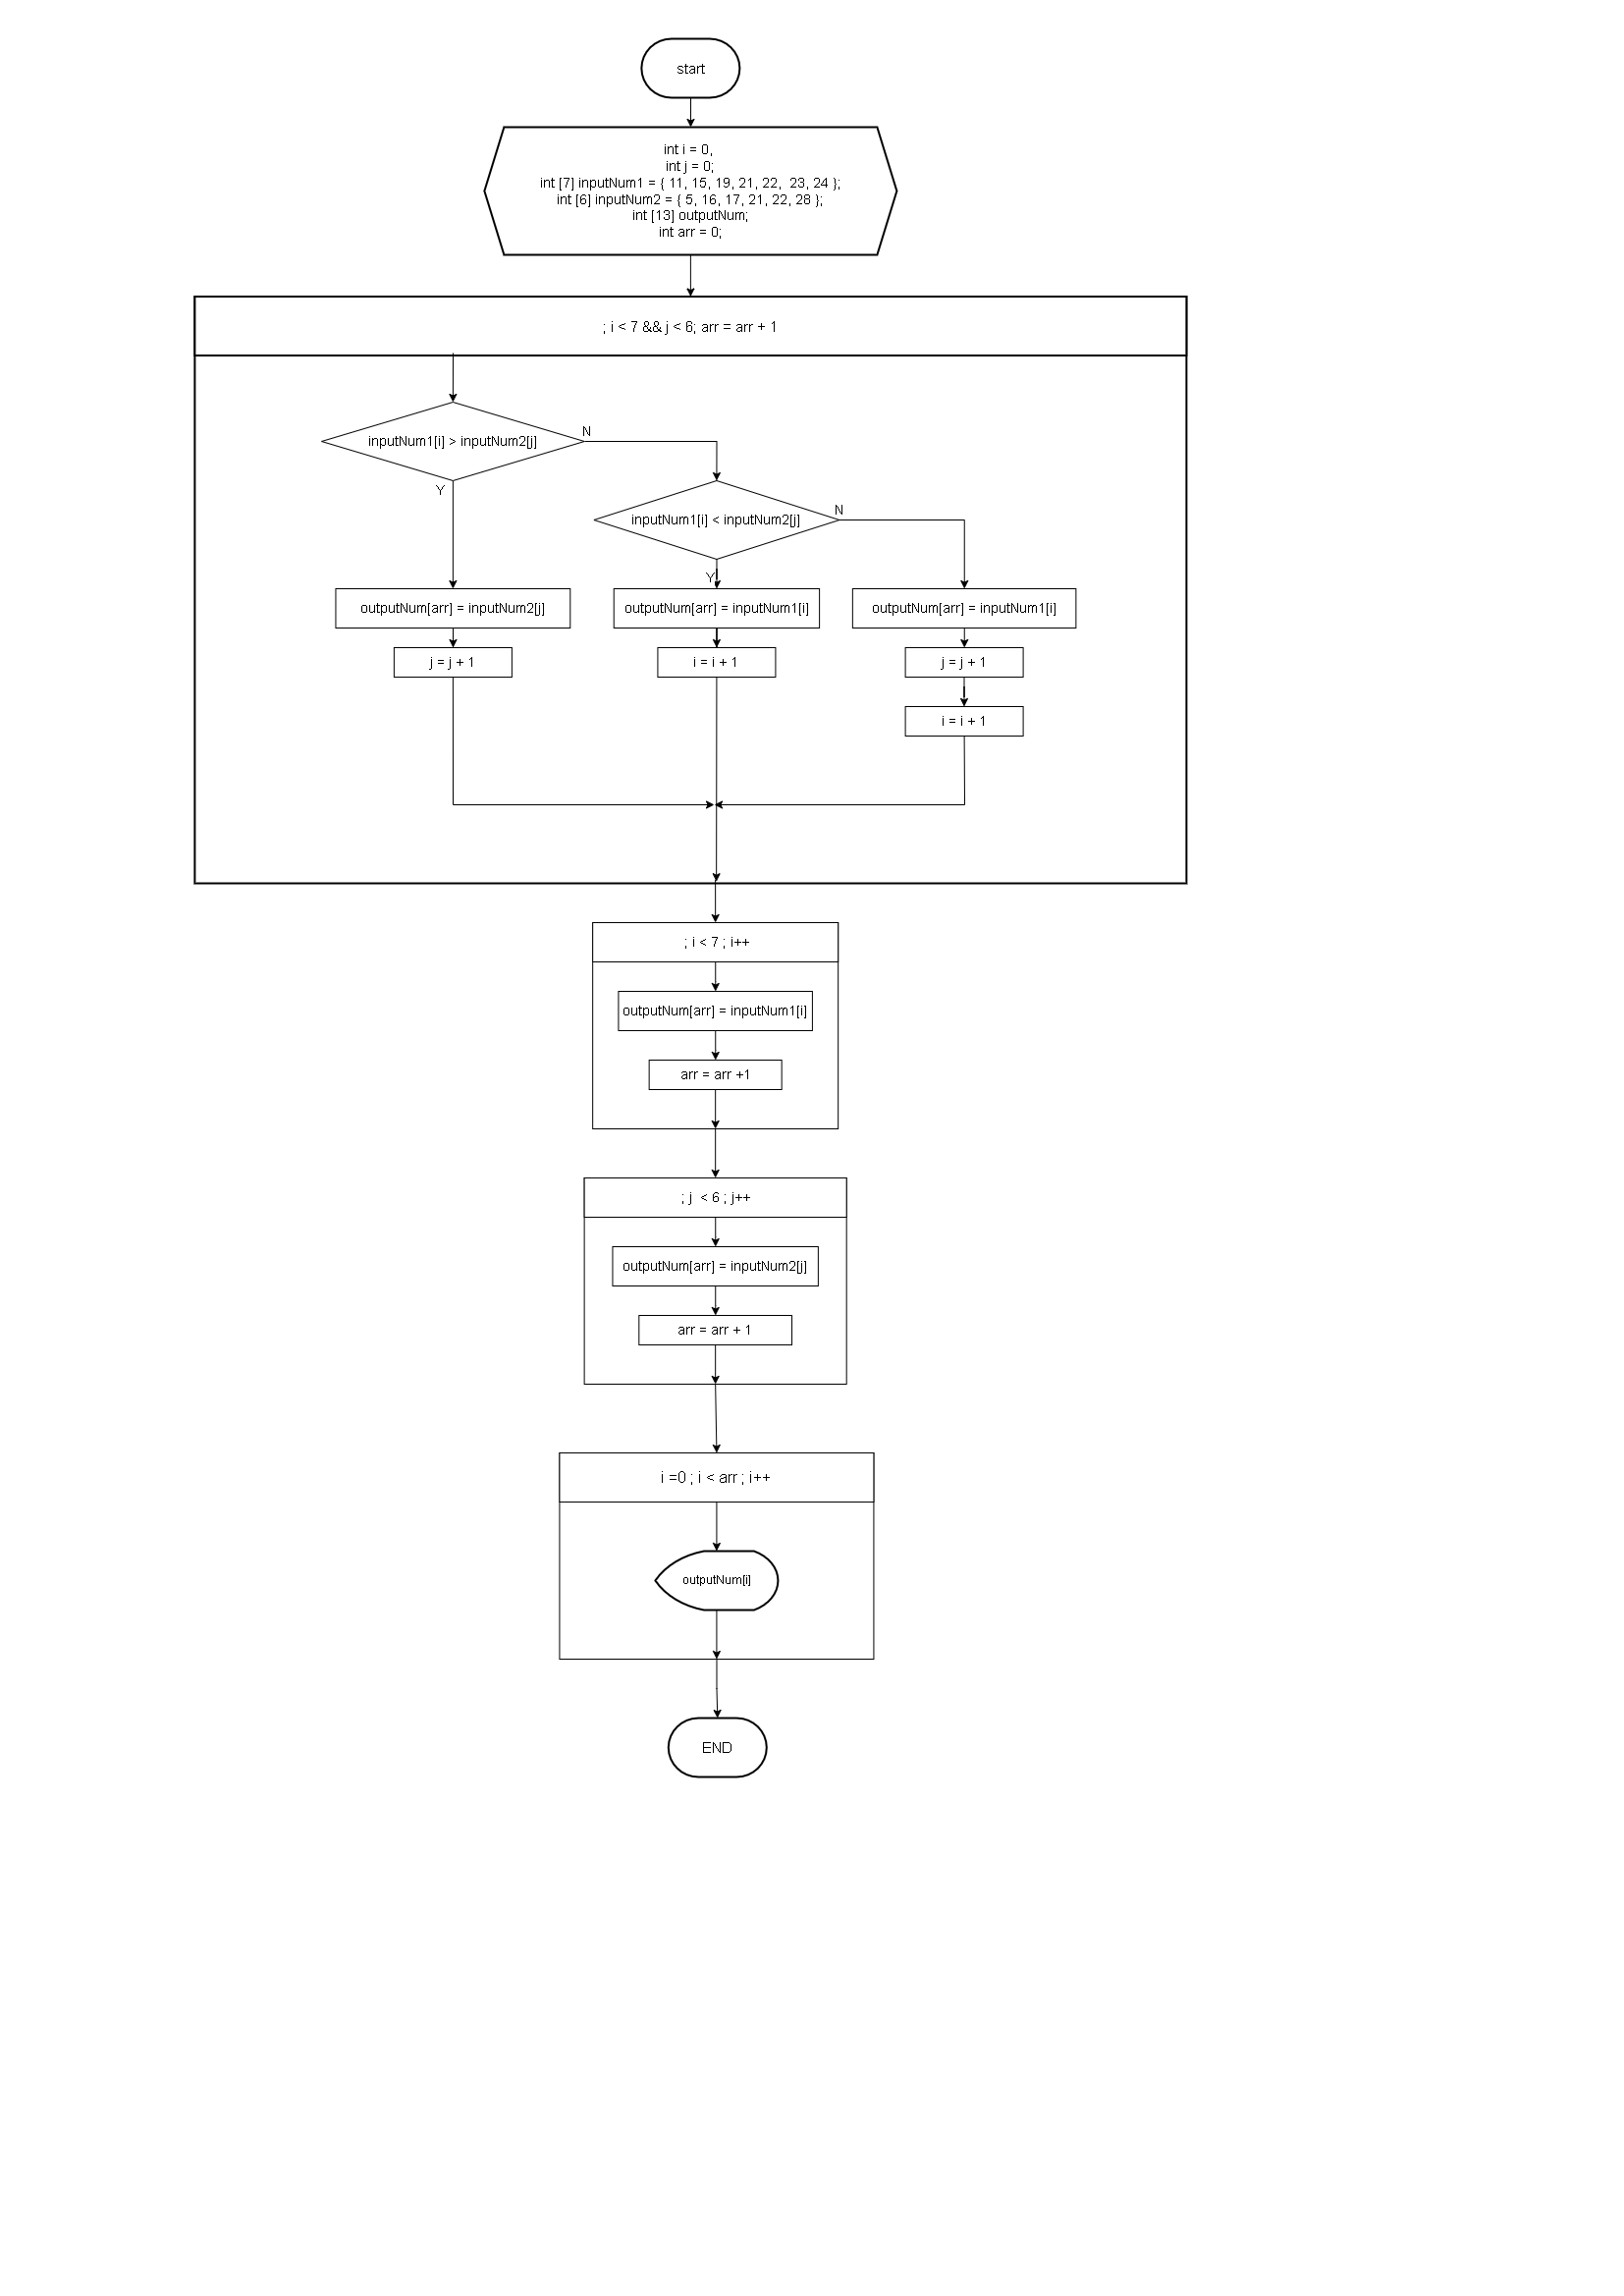 start
int i = 0,
int j = 0;
int [7] inputNum1 = { 11, 15, 19, 21, 22,  23, 24 };
int [6] inputNum2 = { 5, 16, 17, 21, 22, 28 };
int [13] outputNum;
int arr = 0;
; i < 7 && j < 6; arr = arr + 1
inputNum1[i] > inputNum2[j]
N
Y
inputNum1[i] < inputNum2[j]
N
Y
outputNum[arr] = inputNum2[j]
outputNum[arr] = inputNum1[i]
outputNum[arr] = inputNum1[i]
j = j + 1
i = i + 1
j = j + 1
i = i + 1
; i < 7 ; i++
outputNum[arr] = inputNum1[i]
arr = arr +1
; j  < 6 ; j++
outputNum[arr] = inputNum2[j]
arr = arr + 1
i =0 ; i < arr ; i++
outputNum[i]
END